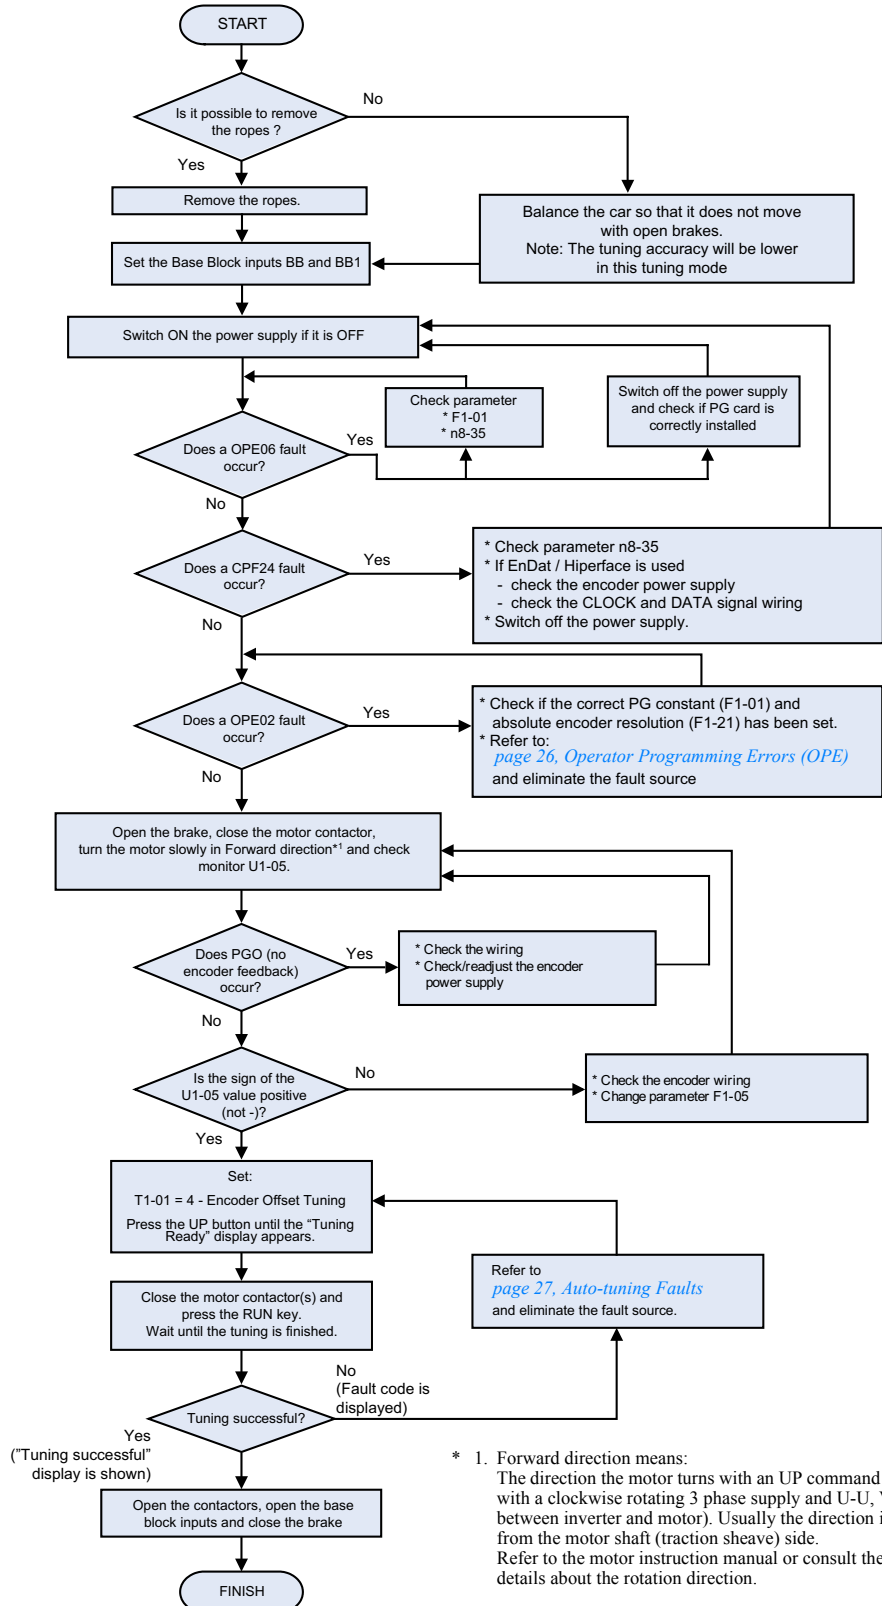 START
Is it possible to remove
the ropes ?
No
Yes
Remove the ropes.
Balance the car so that it does not move
with open brakes.
Note: The tuning accuracy will be lower
in this tuning mode
Set the Base Block inputs BB and BB1
Switch ON the power supply if it is OFF
Check parameter
* F1-01
* n8-35
Switch off the power supply
and check if PG card is
correctly installed
Does a OPE06 fault
occur?
Yes
No
Does a CPF24 fault
occur?
Yes
No
* Check parameter n8-35
* If EnDat / Hiperface is used
- check the encoder power supply
- check the CLOCK and DATA signal wiring
* Switch off the power supply.
Does a OPE02 fault
occur?
Yes
No
* Check if the correct PG constant (F1-01) and
absolute encoder resolution (F1-21) has been set.
* Refer to:
page 26, Operator Programming Errors (OPE)
and eliminate the fault source
Open the brake, close the motor contactor,
turn the motor slowly in Forward direction*1 and check
monitor U1-05.
Does PGO (no
encoder feedback)
occur?
Yes
No
* Check the wiring
* Check/readjust the encoder
power supply
Is the sign of the
U1-05 value positive
(not -)?
No
Yes
* Check the encoder wiring
* Change parameter F1-05
Set:
T1-01 = 4 - Encoder Offset Tuning
Press the UP button until the “Tuning
Ready” display appears.
Close the motor contactor(s) and
press the RUN key.
Wait until the tuning is finished.
Refer to
page 27, Auto-tuning Faults
and eliminate the fault source.
Tuning successful?
No
(Fault code is
displayed)
Yes
("Tuning successful"
display is shown)
Open the contactors, open the base
block inputs and close the brake
FINISH
* 1. Forward direction means:
The direction the motor turns with an UP command
with a clockwise rotating 3 phase supply and U-U,
between inverter and motor). Usually the direction
from the motor shaft (traction sheave) side.
Refer to the motor instruction manual or consult the
details about the rotation direction.